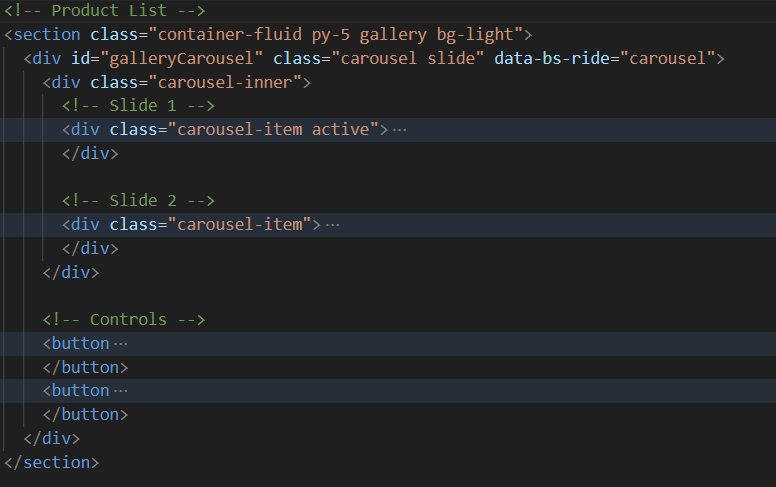 <!-- Product List -->
<section class="container-fluid py-5 gallery bg-light">
<div id="galleryCarousel" class="carousel slide" data-bs-ride="carousel">
<div class="carousel-inner">
<!-- Slide 1 -->
<div class="carousel-item active">···
</div>
<!-- Slide 2 -->
<div class="carousel-item">···
</div>
</div>
<!-- Controls -->
<button···
</button>
<button···
</button>
</div>
</section>